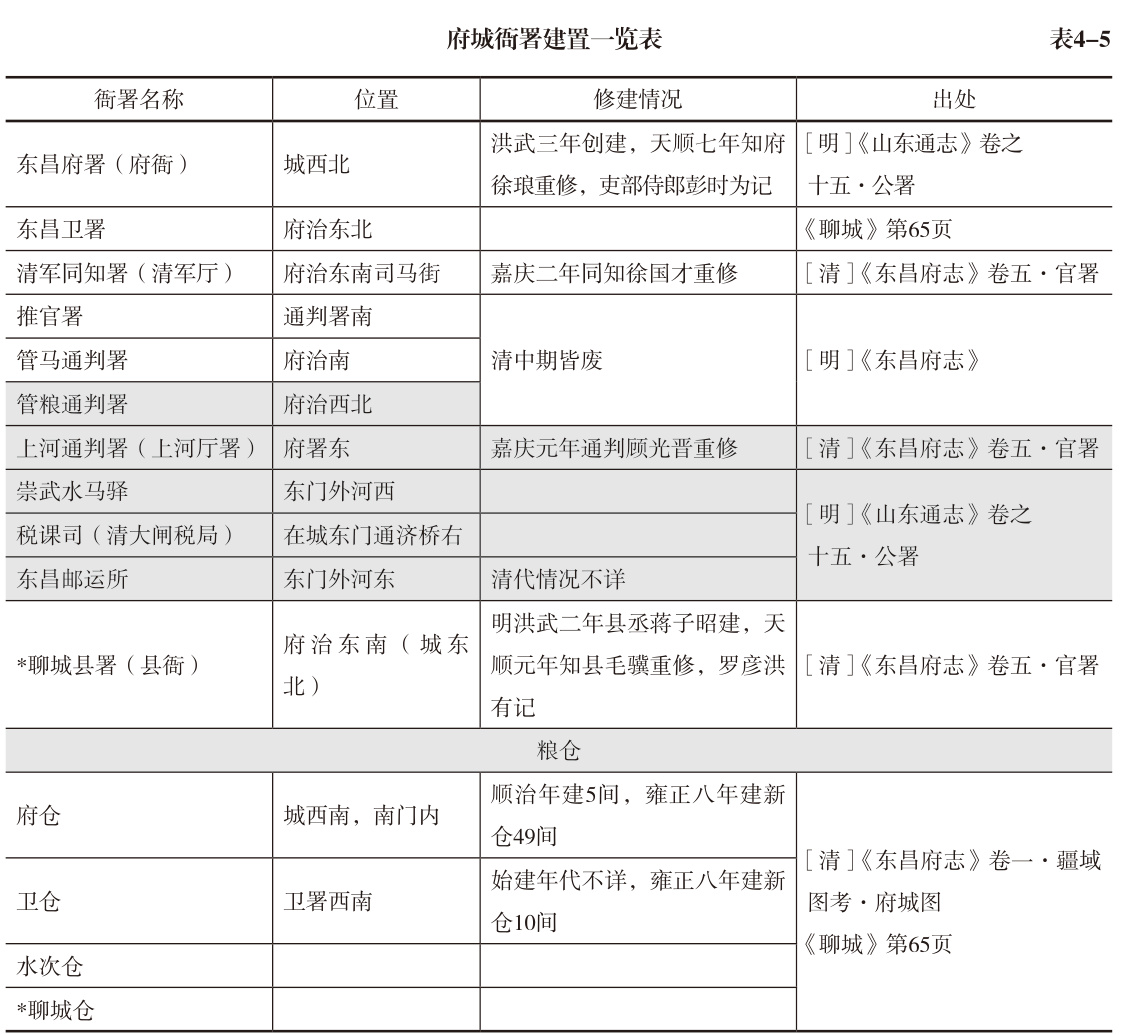 府城衙署建置一览表
表4–5
衙署名称 位置 修建情况 出处
东昌府署（府衙） 城西北 洪武三年创建，天顺七年知府
徐琅重修，吏部侍郎彭时为记
［明］《山东通志》卷之
十五·公署
东昌卫署 府治东北 《聊城》第65页
清军同知署（清军厅） 府治东南司马街 嘉庆二年同知徐国才重修 ［清］《东昌府志》卷五·官署
推官署 通判署南
管马通判署 府治南 清中期皆废 ［明］《东昌府志》
管粮通判署 府治西北
上河通判署（上河厅署） 府署东 嘉庆元年通判顾光晋重修 ［清］《东昌府志》卷五·官署
崇武水马驿 东门外河西
税课司（清大闸税局） 在城东门通济桥右
［明］《山东通志》卷之
十五·公署
东昌邮运所 东门外河东 清代情况不详
*聊城县署（县衙） 府治东南（城东
北）
明洪武二年县丞蒋子昭建，天
顺元年知县毛骥重修，罗彦洪
有记
［清］《东昌府志》卷五·官署
粮仓
府仓 城西南，南门内 顺治年建5间，雍正八年建新
仓49间
卫仓 卫署西南 始建年代不详，雍正八年建新
仓10间
［清］《东昌府志》卷一·疆域
图考·府城图
《聊城》第65页
水次仓
*聊城仓